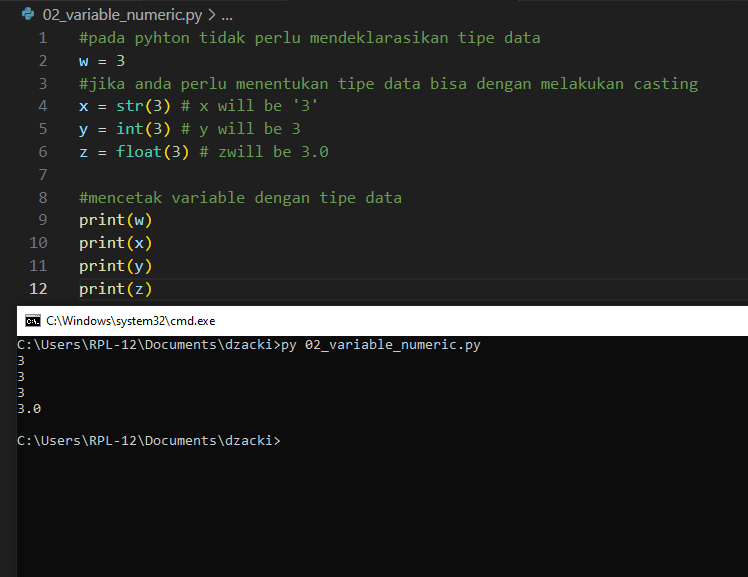 02_variable_numeric.py > ...
1 #pada pyhton tidak perlu mendeklarasikan tipe data
2 w = 3
3 #jika anda perlu menentukan tipe data bisa dengan melakukan casting
4 x = str(3) # x will be '3'
5 y = int(3) # y will be 3
6 z = float(3) # zwill be 3.0
7
8 #mencetak variable dengan tipe data
9 print(w)
10 print(x)
11 print(y)
12 print(z)
C:\Windows\system32\cmd.exe
C:\Users\RPL-12\Documents\dzacki>py 02_variable_numeric.py
3
3
3
3.0
C:\Users\RPL-12\Documents\dzacki>